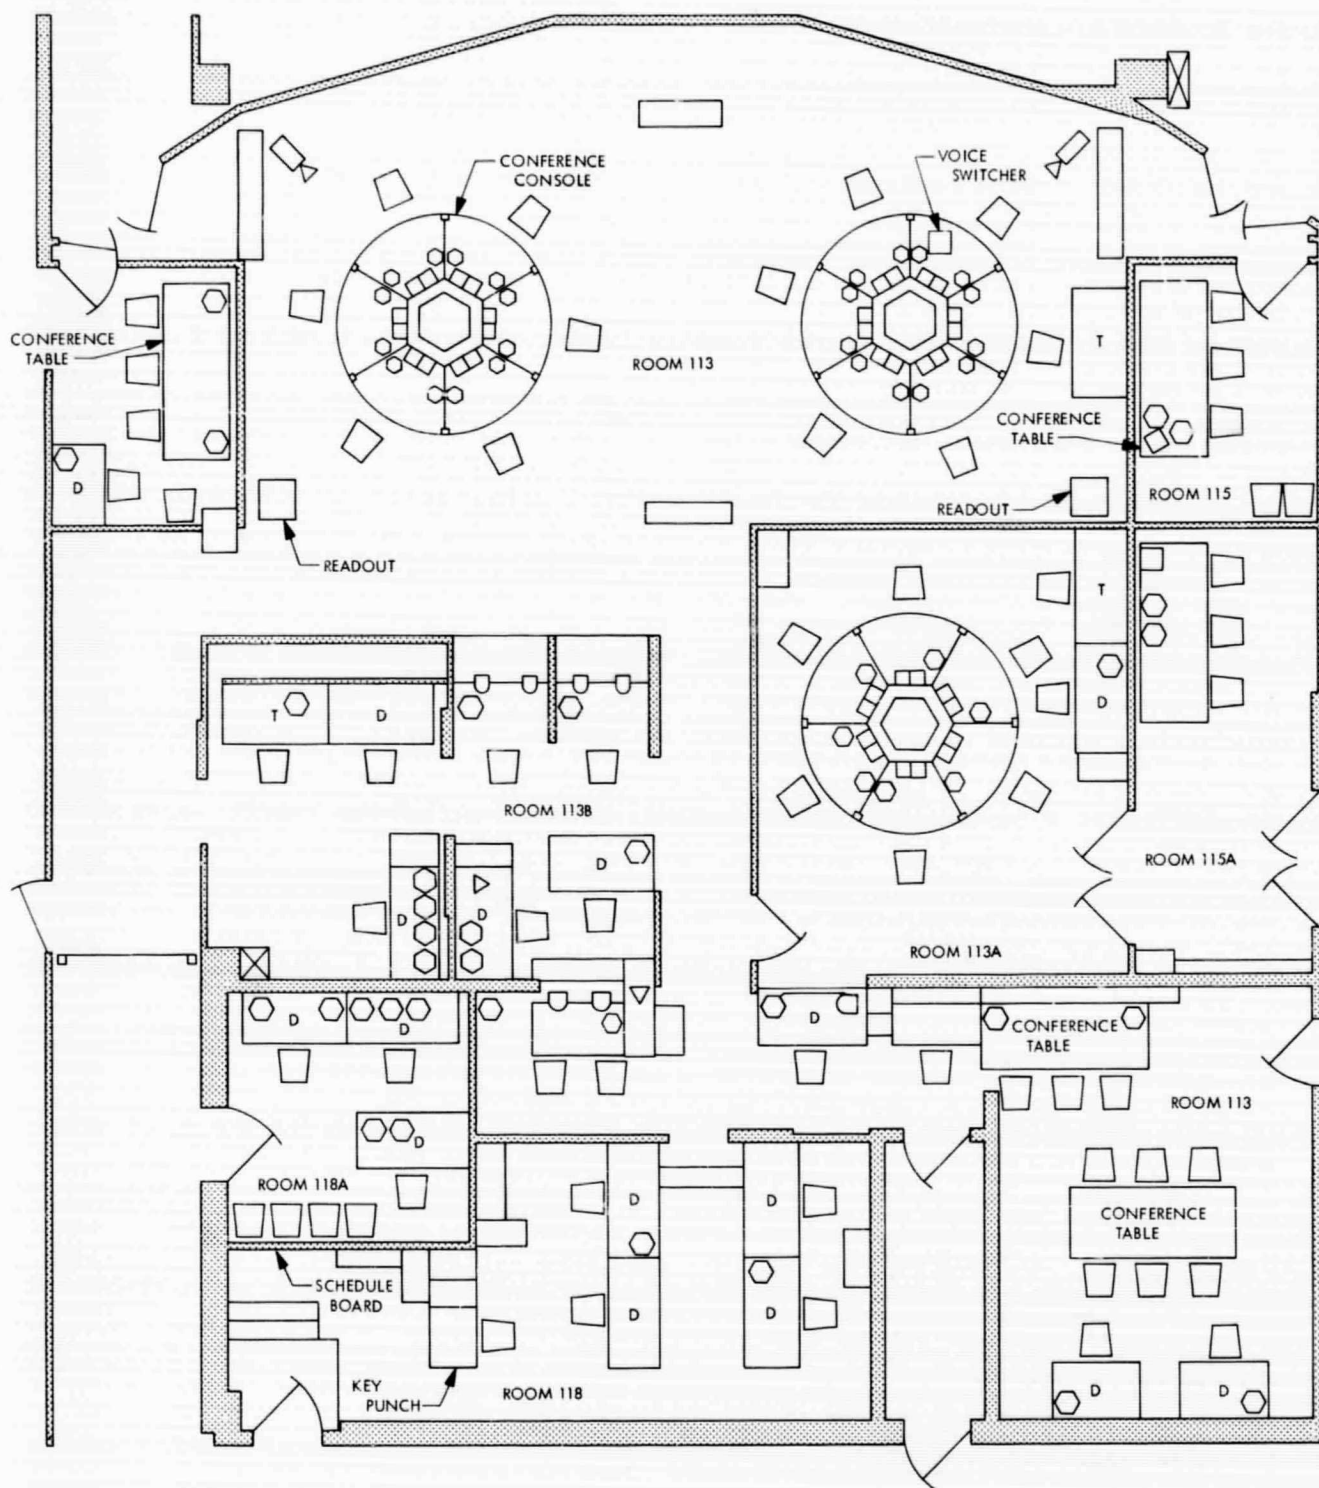 CONFERENCE
CONSOLE
VOICE
SWITCHER
CONFERENCE
TABLE
ROOM 113
T
CONFERENCE
TABLE
D
ROOM 115
READOUT
READOUT
T
T
D
D
ROOM 113B
D
ROOM 115A
D
D
ROOM 113A
D
D
D
CONFERENCE
TABLE
ROOM 113
D
ROOM 118A
D
D
CONFERENCE
TABLE
SCHEDULE
BOARD
D
D
KEY
PUNCH
ROOM 118
D
D